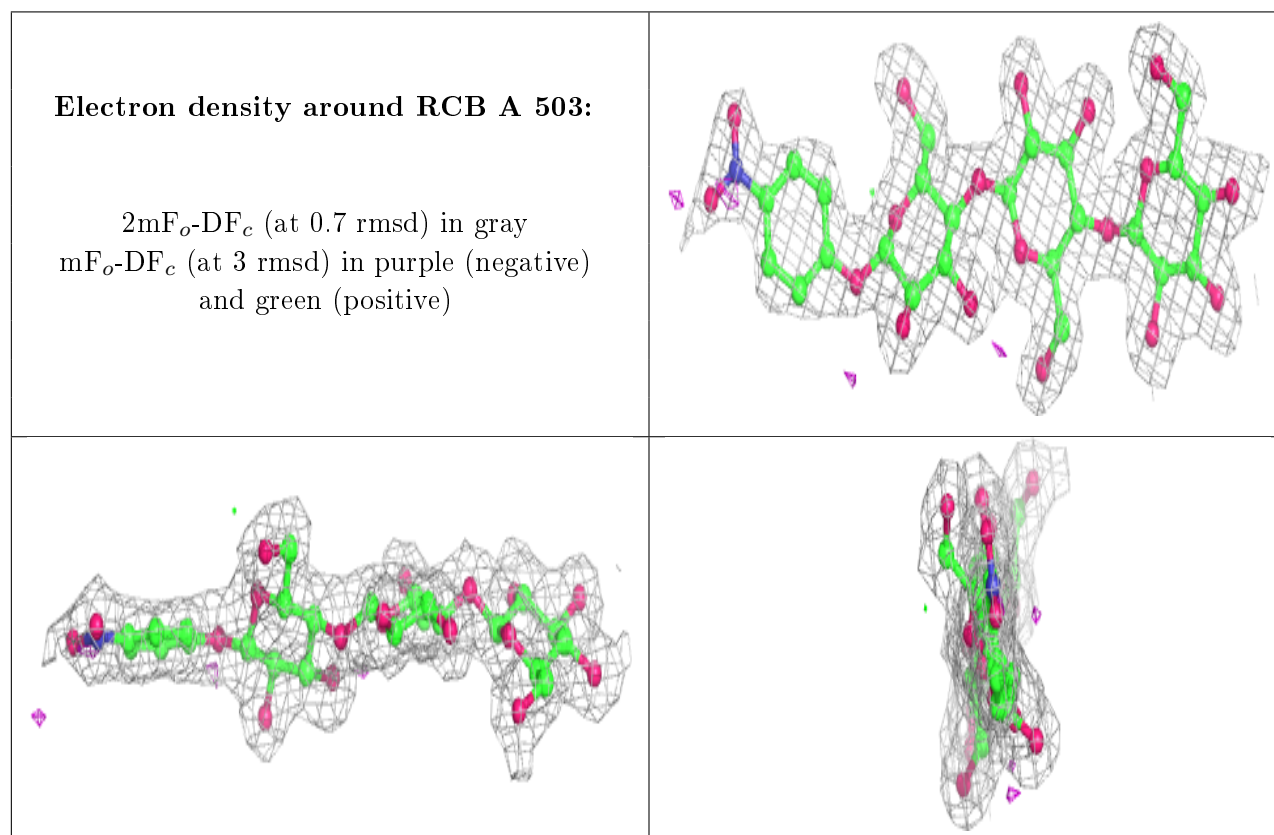 Electron density around RCB A 503:
2mFₒ-DF𝑐 (at 0.7 rmsd) in gray
mFₒ-DF𝑐 (at 3 rmsd) in purple (negative)
and green (positive)